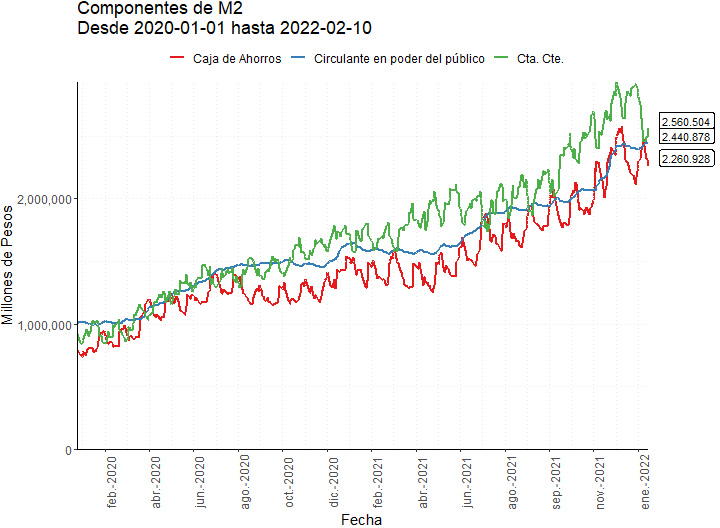 Componentes de M2
Desde 2020-01-01 hasta 2022-02-10
Caja de Ahorros Circulante en poder del público Cta. Cte.
Millones de Pesos
2,000,000
1,000,000
0
2.560.504
2.440.878
2.260.928
feb.-2020 abr.-2020 jun.-2020 ago.-2020 oct.-2020 dic.-2020 feb.-2021 abr.-2021 jun.-2021 ago.-2021 sep.-2021 nov.-2021 ene.-2022
Fecha